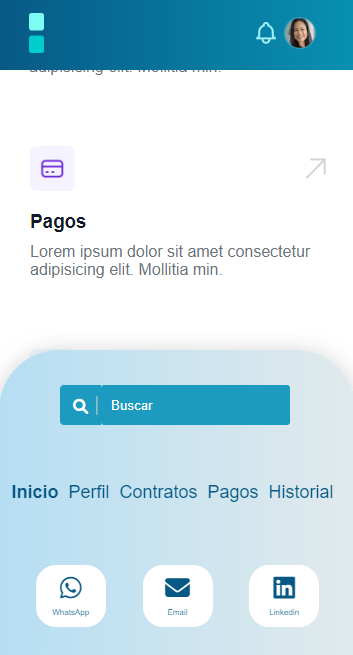 adipisicing elit. Mollitia min.
Pagos
Lorem ipsum dolor sit amet consectetur
adipisicing elit. Mollitia min.
Buscar
Inicio Perfil Contratos Pagos Historial
WhatsApp Email Linkedin